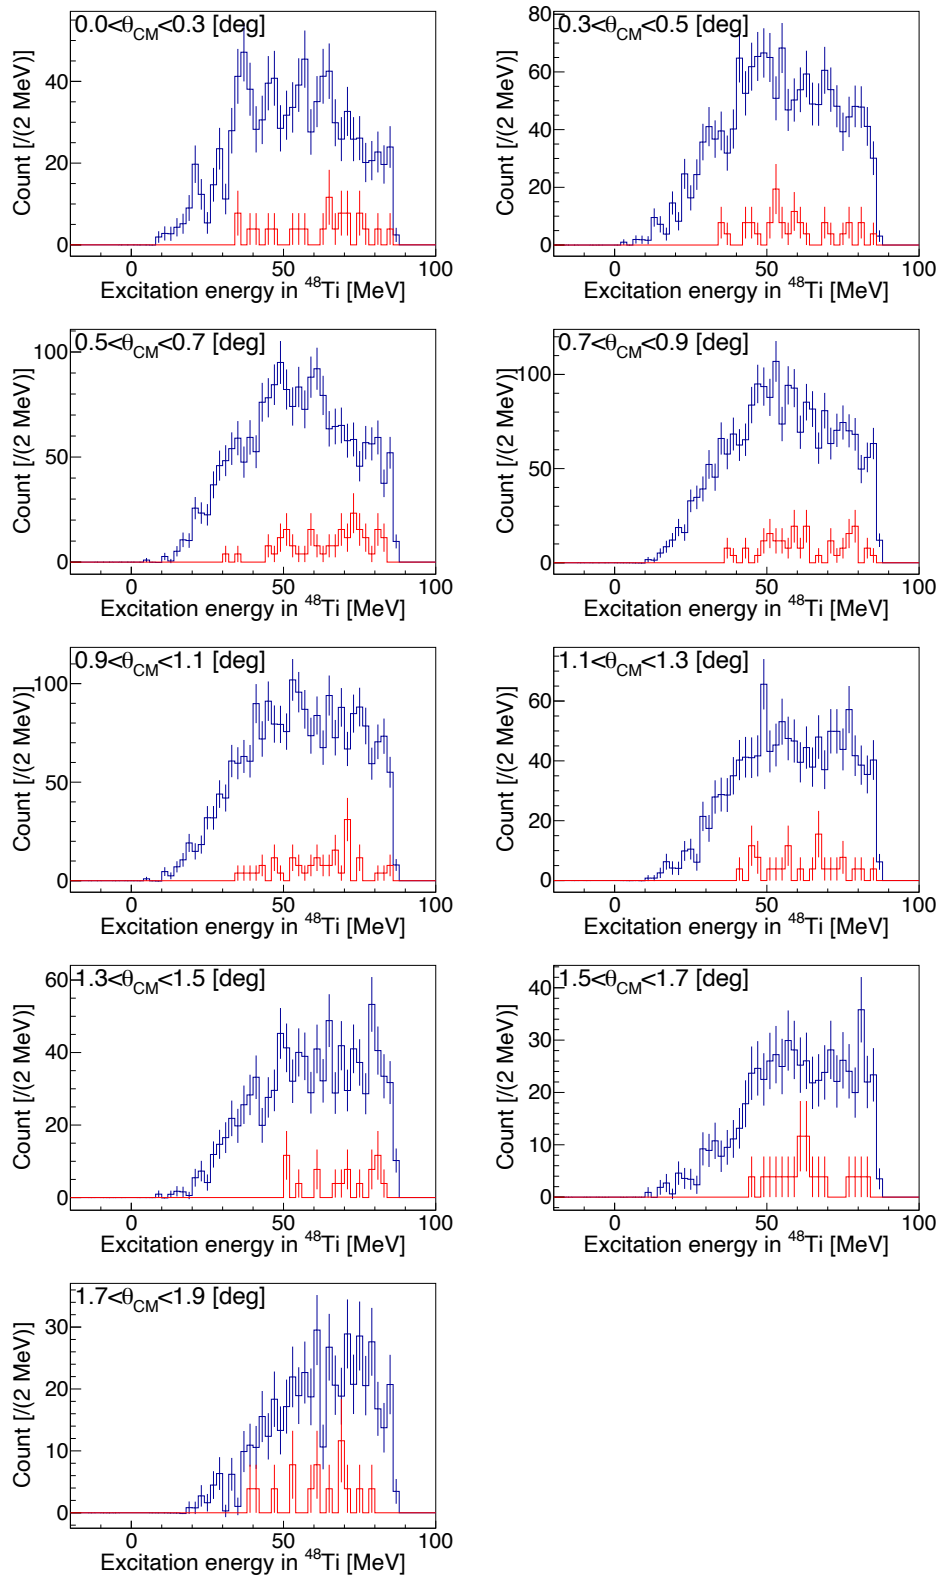 0.0<θCM<0.3 [deg]
Count [/(2 MeV)]
40
20
0
0 50 100
Excitation energy in 48Ti [MeV]
0.3<θCM<0.5 [deg]
Count [/(2 MeV)]
80
60
40
20
0
0 50 100
Excitation energy in 48Ti [MeV]
0.5<θCM<0.7 [deg]
Count [/(2 MeV)]
100
50
0
0 50 100
Excitation energy in 48Ti [MeV]
0.7<θCM<0.9 [deg]
Count [/(2 MeV)]
100
50
0
0 50 100
Excitation energy in 48Ti [MeV]
0.9<θCM<1.1 [deg]
Count [/(2 MeV)]
100
50
0
0 50 100
Excitation energy in 48Ti [MeV]
1.1<θCM<1.3 [deg]
Count [/(2 MeV)]
60
40
20
0
0 50 100
Excitation energy in 48Ti [MeV]
1.3<θCM<1.5 [deg]
Count [/(2 MeV)]
60
40
20
0
0 50 100
Excitation energy in 48Ti [MeV]
1.5<θCM<1.7 [deg]
Count [/(2 MeV)]
40
30
20
10
0
0 50 100
Excitation energy in 48Ti [MeV]
1.7<θCM<1.9 [deg]
Count [/(2 MeV)]
30
20
10
0
0 50 100
Excitation energy in 48Ti [MeV]